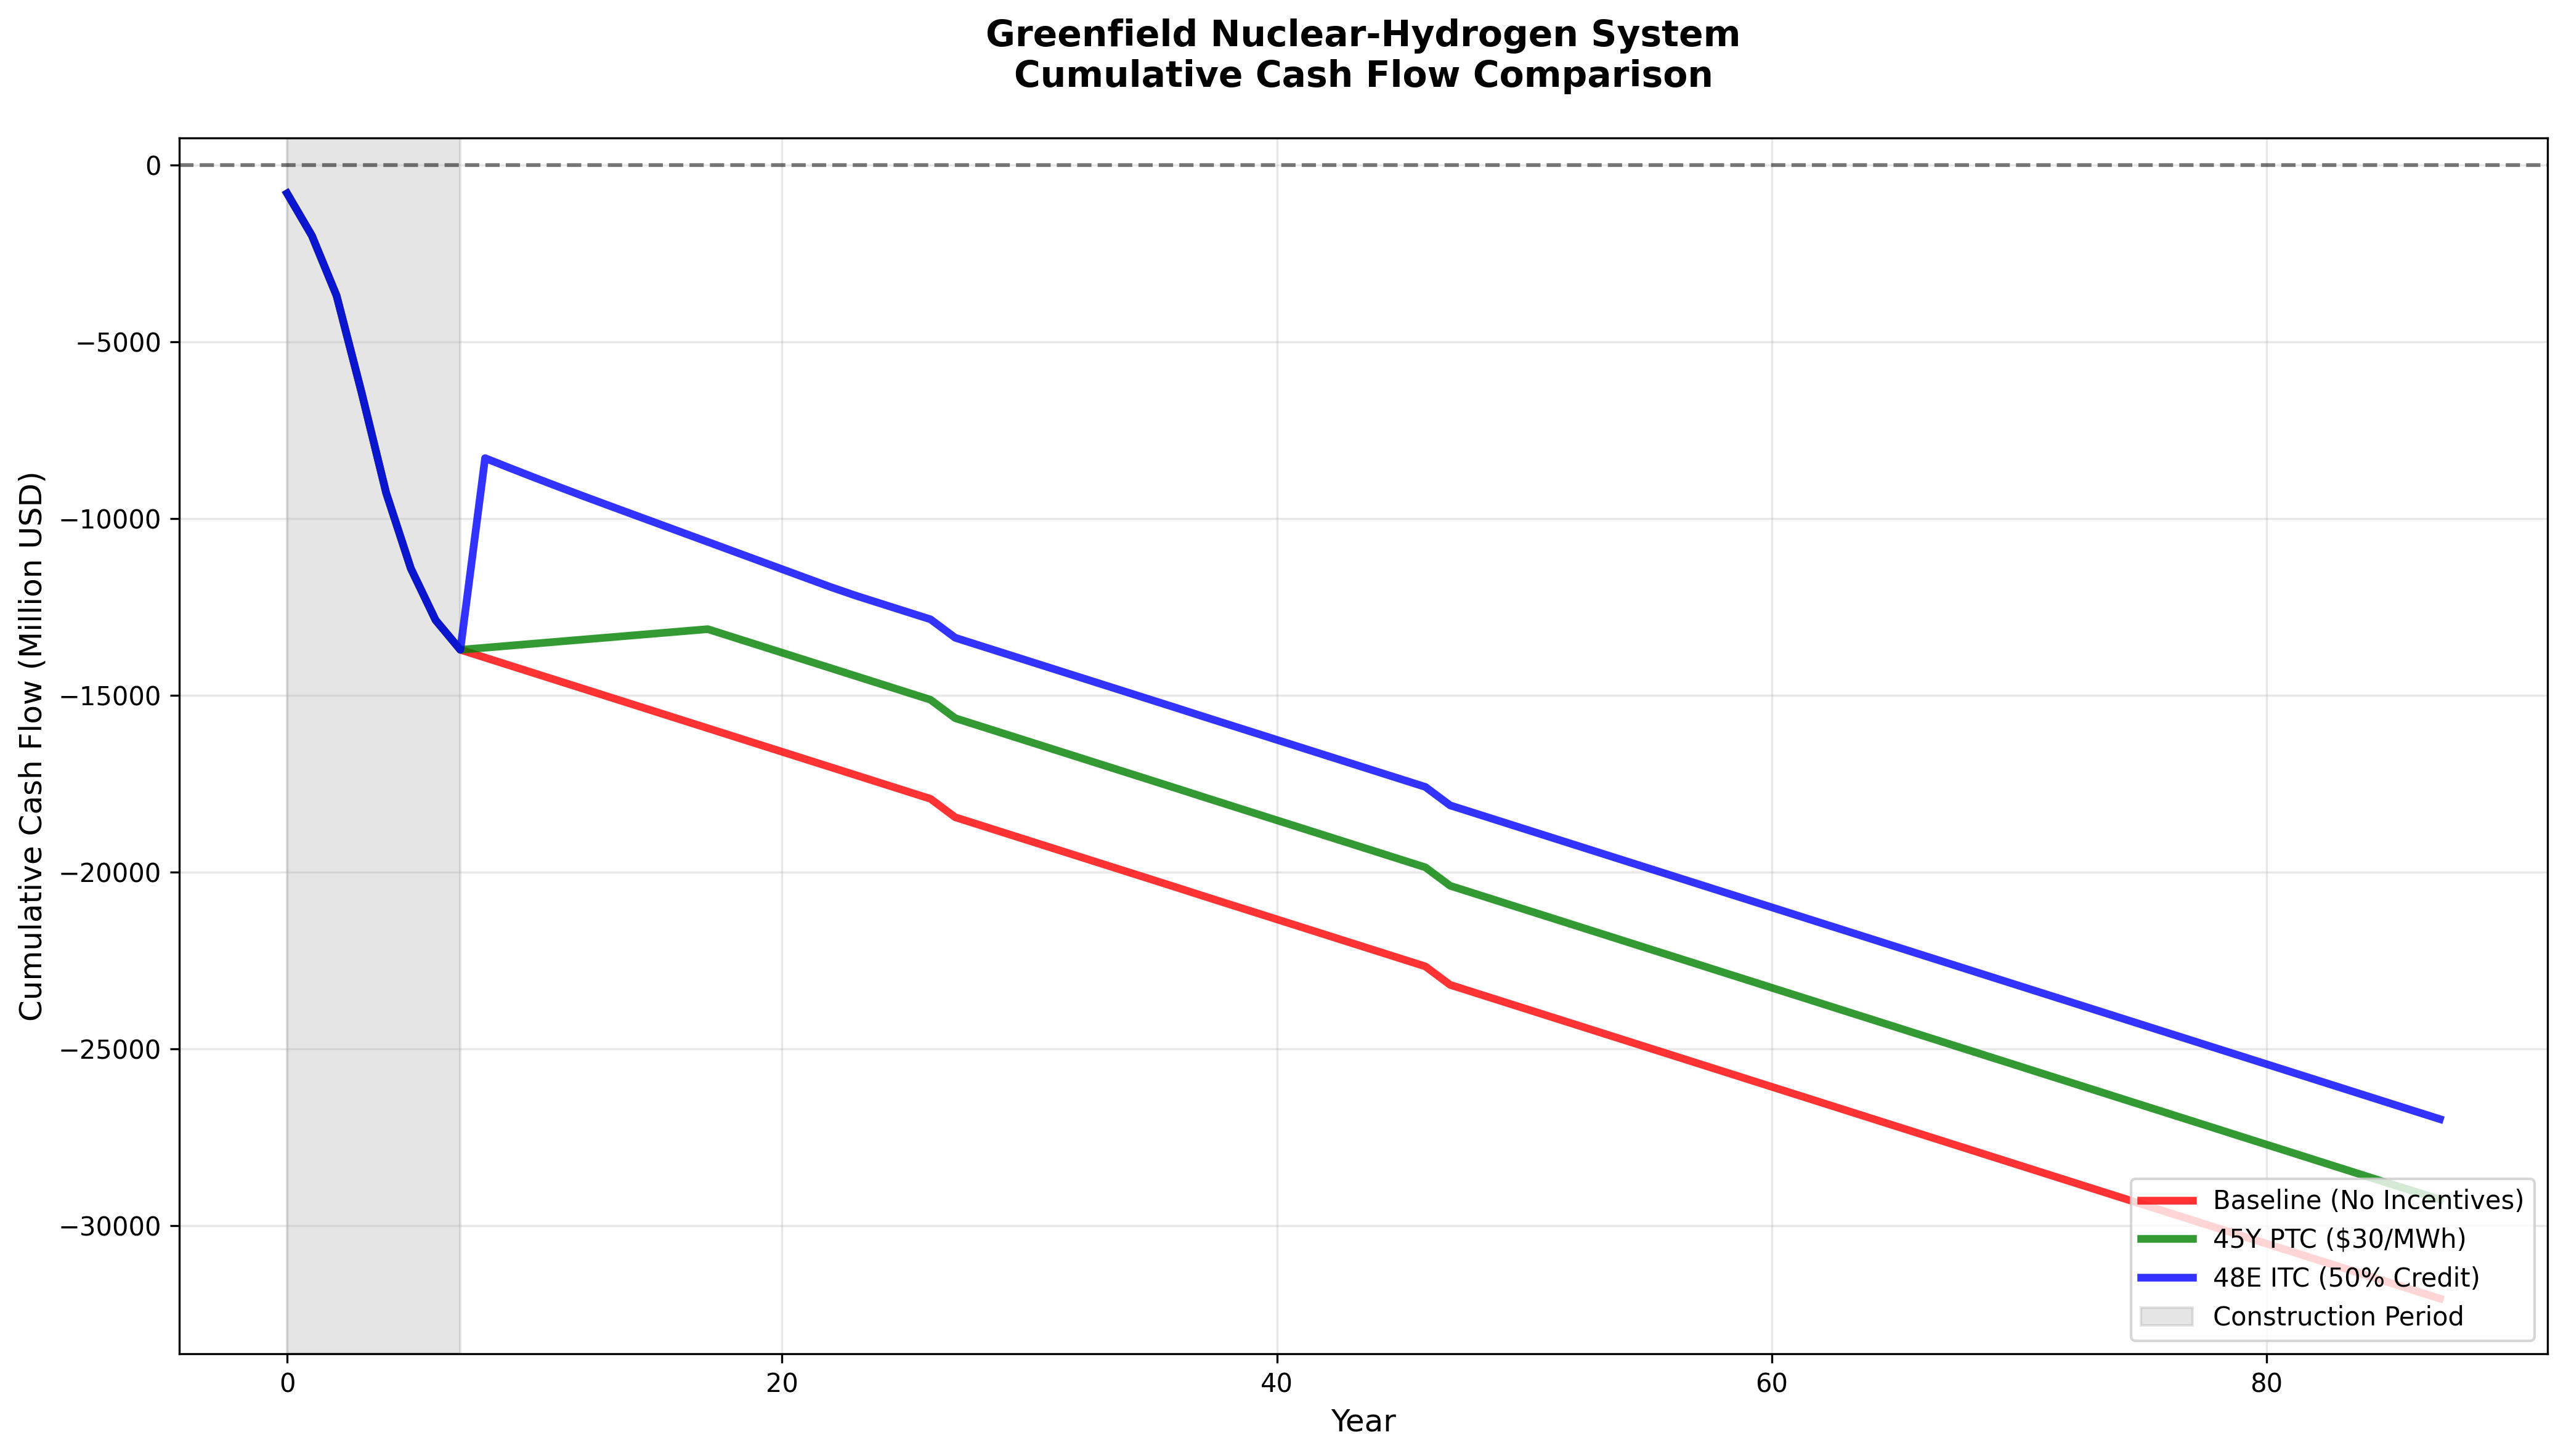 Greenfield Nuclear-Hydrogen System
Cumulative Cash Flow Comparison
Cumulative Cash Flow (Million USD)
0
−5000
−10000
−15000
−20000
−25000
−30000
0
20
40
60
80
Year
Baseline (No Incentives)
45Y PTC ($30/MWh)
48E ITC (50% Credit)
Construction Period